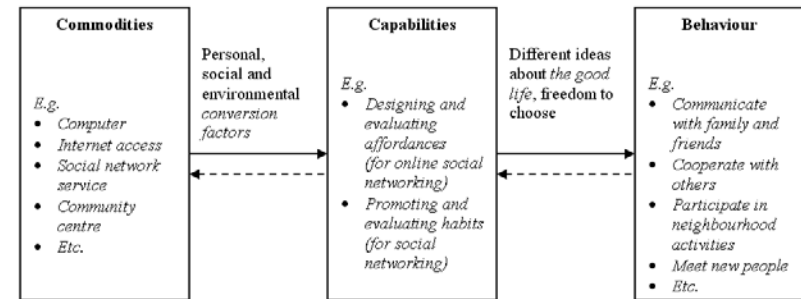 Commodities
E.g.
• Computer
• Internet access
• Social network
service
• Community
centre
• Etc.
Personal,
social and
environmental
conversion
factors
Capabilities
E.g.
• Designing and
evaluating
affordances
(for online social
networking)
• Promoting and
evaluating habits
(for social
networking)
Different ideas
about the good
life, freedom to
choose
Behaviour
E.g.
• Communicate
with family and
friends
• Cooperate with
others
• Participate in
neighbourhood
activities
• Meet new people
• Etc.